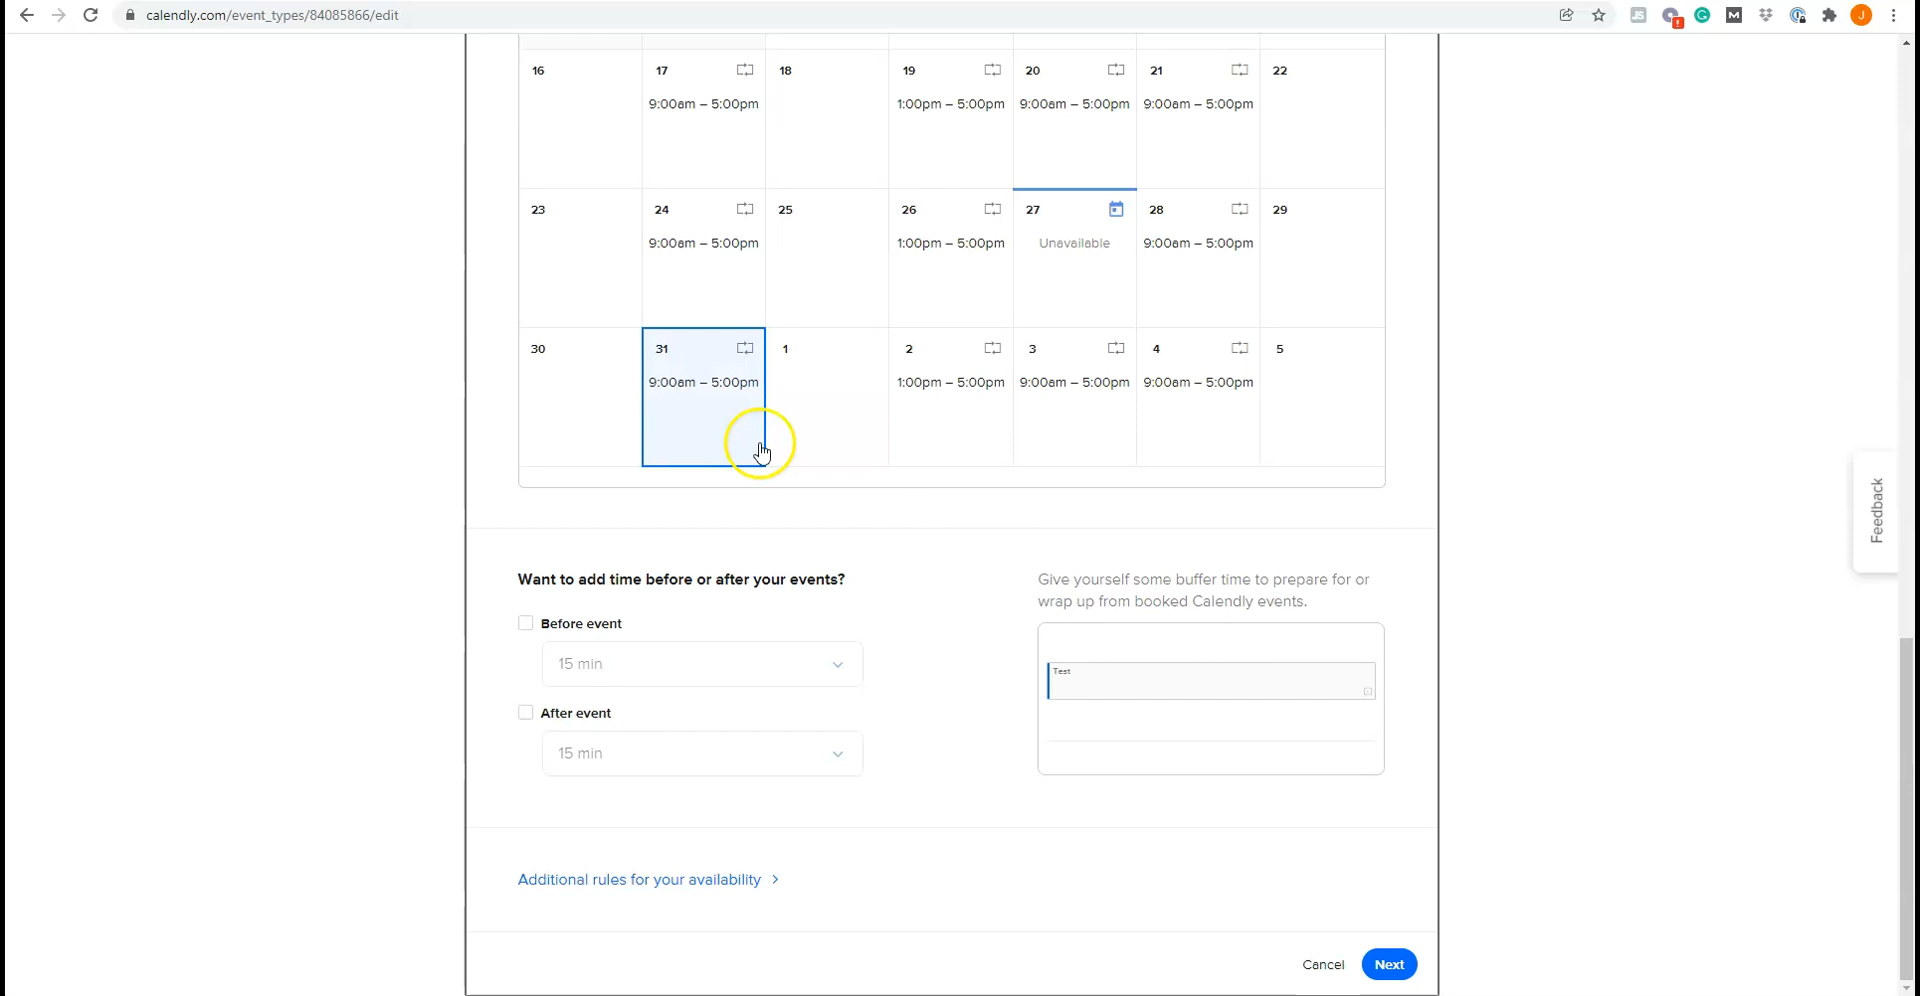 calendly.com/event_types/84085866/edit
16 17 18 19 20 21 22
9:00am – 5:00pm 1:00pm – 5:00pm 9:00am – 5:00pm 9:00am – 5:00pm
23 24 25 26 27 28 29
9:00am – 5:00pm 1:00pm – 5:00pm Unavailable 9:00am – 5:00pm
30 31 1 2 3 4 5
9:00am – 5:00pm 1:00pm – 5:00pm 9:00am – 5:00pm 9:00am – 5:00pm
Feedback
Want to add time before or after your events?
Before event
15 min
After event
15 min
Give yourself some buffer time to prepare for or
wrap up from booked Calendly events.
Test
Additional rules for your availability
Cancel Next